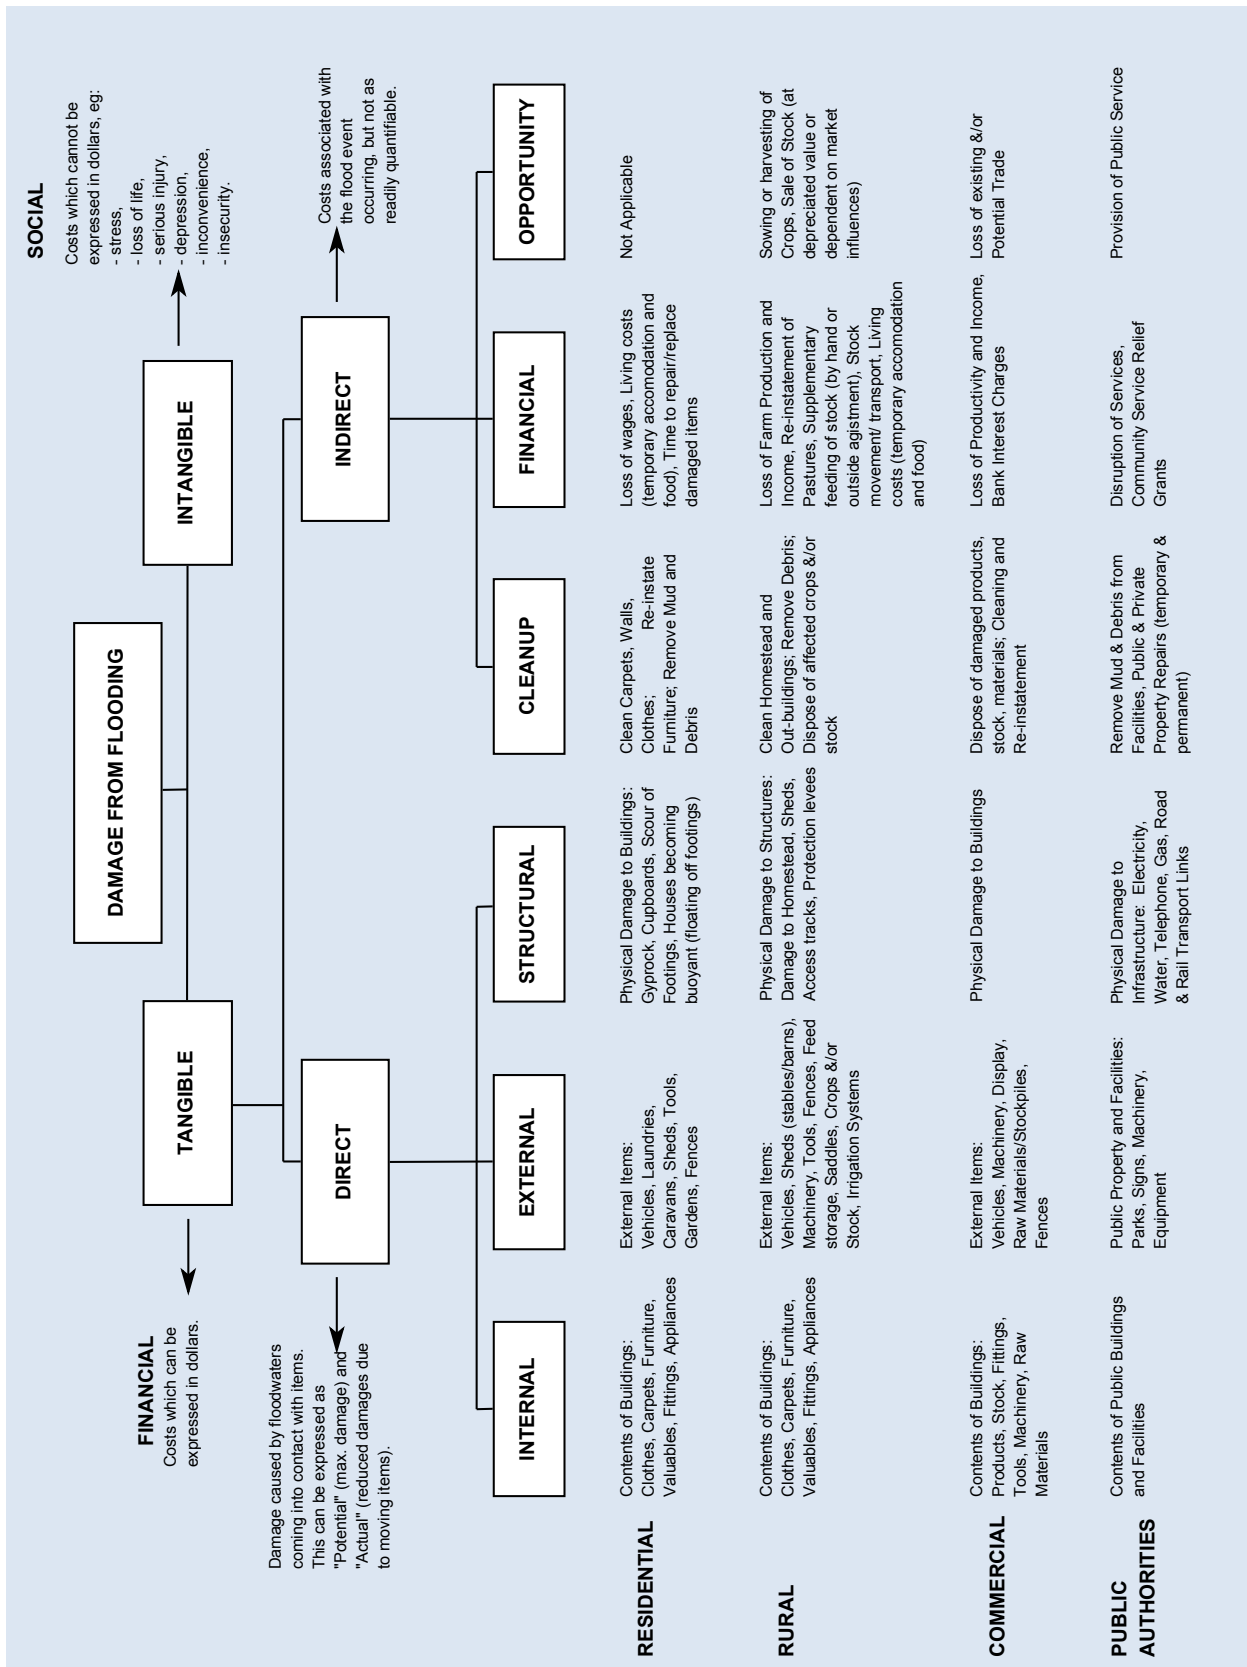 DAMAGE FROM FLOODING
FINANCIAL
Costs which can be
expressed in dollars.
TANGIBLE
INTANGIBLE
SOCIAL
Costs which cannot be
expressed in dollars, eg:
- stress,
- loss of life,
- serious injury,
- depression,
- inconvenience,
- insecurity.
Damage caused by floodwaters
coming into contact with items.
This can be expressed as
"Potential" (max. damage) and
"Actual" (reduced damages due
to moving items).
DIRECT
INDIRECT
Costs associated with
the flood event
occurring, but not as
readily quantifiable.
INTERNAL
EXTERNAL
STRUCTURAL
CLEANUP
FINANCIAL
OPPORTUNITY
RESIDENTIAL
Contents of Buildings:
Clothes, Carpets, Furniture,
Valuables, Fittings, Appliances
External Items:
Vehicles, Laundries,
Caravans, Sheds, Tools,
Gardens, Fences
Physical Damage to Buildings:
Gyprock, Cupboards, Scour of
Footings, Houses becoming
buoyant (floating off footings)
Clean Carpets, Walls,
Clothes; Re-instate
Furniture; Remove Mud and
Debris
Loss of wages, Living costs
(temporary accomodation and
food), Time to repair/replace
damaged items
Not Applicable
RURAL
Contents of Buildings:
Clothes, Carpets, Furniture,
Valuables, Fittings, Appliances
External Items:
Vehicles, Sheds (stables/barns),
Machinery, Tools, Fences, Feed
storage, Saddles, Crops &/or
Stock, Irrigation Systems
Physical Damage to Structures:
Damage to Homestead, Sheds,
Access tracks, Protection levees
Clean Homestead and
Out-buildings; Remove Debris;
Dispose of affected crops &/or
stock
Loss of Farm Production and
Income, Re-instatement of
Pastures, Supplementary
feeding of stock (by hand or
outside agistment), Stock
movement/ transport, Living
costs (temporary accomodation
and food)
Sowing or harvesting of
Crops, Sale of Stock (at
depreciated value or
dependent on market
influences)
COMMERCIAL
Contents of Buildings:
Products, Stock, Fittings,
Tools, Machinery, Raw
Materials
External Items:
Vehicles, Machinery, Display,
Raw Materials/Stockpiles,
Fences
Physical Damage to Buildings
Dispose of damaged products,
stock, materials; Cleaning and
Re-instatement
Loss of Productivity and Income,
Bank Interest Charges
Loss of existing &/or
Potential Trade
PUBLIC
AUTHORITIES
Contents of Public Buildings
and Facilities
Public Property and Facilities:
Parks, Signs, Machinery,
Equipment
Physical Damage to
Infrastructure: Electricity,
Water, Telephone, Gas, Road
& Rail Transport Links
Remove Mud & Debris from
Facilities, Public & Private
Property Repairs (temporary &
permanent)
Disruption of Services,
Community Service Relief
Grants
Provision of Public Service